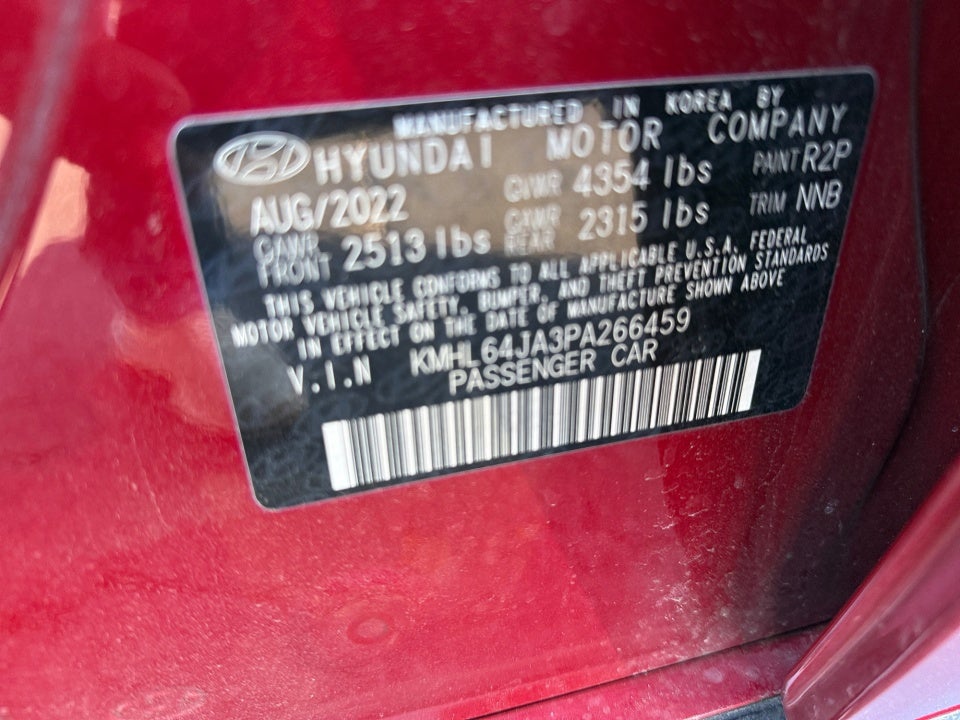 MANUFACTURED IN KOREA BY
HYUNDAI MOTOR COMPANY
AUG/2022 GVWR 4354 lbs PAINT R2P
GAWR FRONT 2513 lbs GAWR REAR 2315 lbs TRIM NNB
THIS VEHICLE CONFORMS TO ALL APPLICABLE U.S.A. FEDERAL
MOTOR VEHICLE SAFETY, BUMPER, AND THEFT PREVENTION STANDARDS
IN EFFECT ON THE DATE OF MANUFACTURE SHOWN ABOVE
V.I.N KMHL64JA3PA266459
PASSENGER CAR